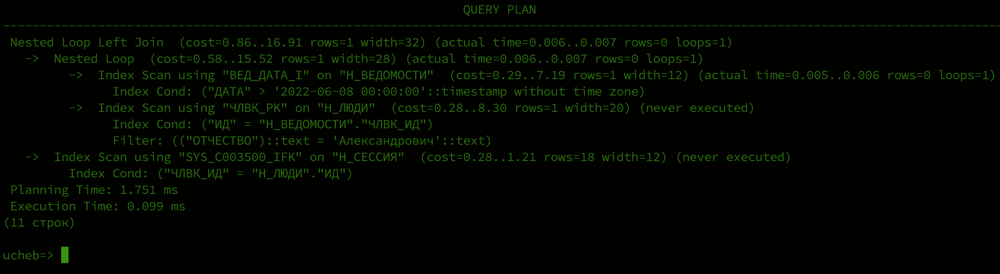 QUERY PLAN
------------------------------------------------------------------------------------------------------------------------------------------
Nested Loop Left Join  (cost=0.86..16.91 rows=1 width=32) (actual time=0.006..0.007 rows=0 loops=1)
  ->  Nested Loop  (cost=0.58..15.52 rows=1 width=28) (actual time=0.006..0.007 rows=0 loops=1)
        ->  Index Scan using "ВЕД_ДАТА_I" on "Н_ВЕДОМОСТИ"  (cost=0.29..7.19 rows=1 width=12) (actual time=0.005..0.006 rows=0 loops=1)
              Index Cond: ("ДАТА" > '2022-06-08 00:00:00'::timestamp without time zone)
        ->  Index Scan using "ЧЛВК_PK" on "Н_ЛЮДИ"  (cost=0.28..8.30 rows=1 width=20) (never executed)
              Index Cond: ("ИД" = "Н_ВЕДОМОСТИ"."ЧЛВК_ИД")
              Filter: (("ОТЧЕСТВО")::text = 'Александрович'::text)
  ->  Index Scan using "SYS_C003500_IFK" on "Н_СЕССИЯ"  (cost=0.28..1.21 rows=18 width=12) (never executed)
        Index Cond: ("ЧЛВК_ИД" = "Н_ЛЮДИ"."ИД")
Planning Time: 1.751 ms
Execution Time: 0.099 ms
(11 строк)
ucheb=>